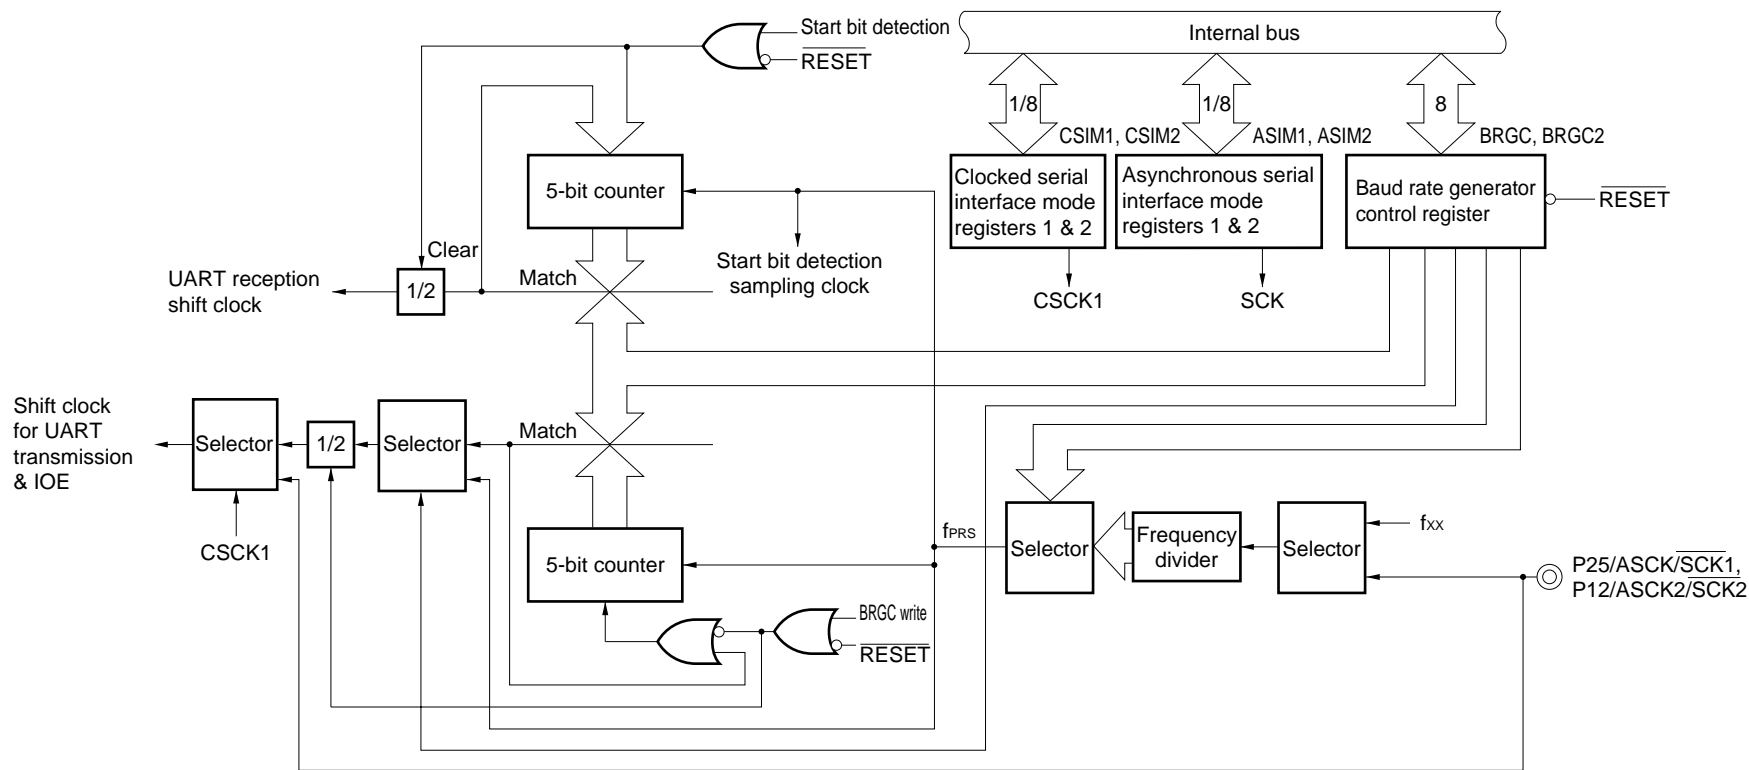 Start bit detection
RESET
Internal bus
1/8
1/8
8
CSIM1, CSIM2
ASIM1, ASIM2
BRGC, BRGC2
5-bit counter
Clocked serial
interface mode
registers 1 & 2
Asynchronous serial
interface mode
registers 1 & 2
Baud rate generator
control register
RESET
Clear
UART reception
shift clock
1/2
Match
Start bit detection
sampling clock
CSCK1
SCK
Shift clock
for UART
transmission
& IOE
Selector
1/2
Selector
Match
CSCK1
5-bit counter
fPRS
Selector
Frequency
divider
Selector
fXX
P25/ASCK/SCK1,
P12/ASCK2/SCK2
BRGC write
RESET